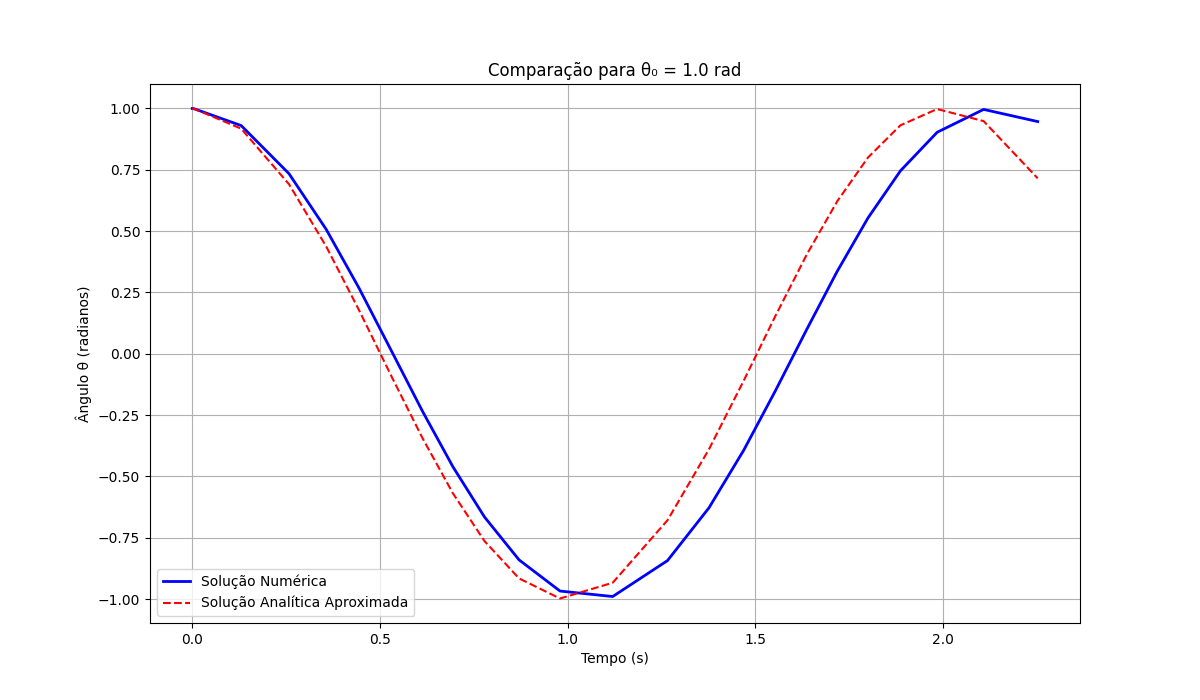 Comparação para θ₀ = 1.0 rad
Ângulo θ (radianos)
1.00
0.75
0.50
0.25
0.00
−0.25
−0.50
−0.75
−1.00
Solução Numérica
Solução Analítica Aproximada
0.0 0.5 1.0 1.5 2.0
Tempo (s)